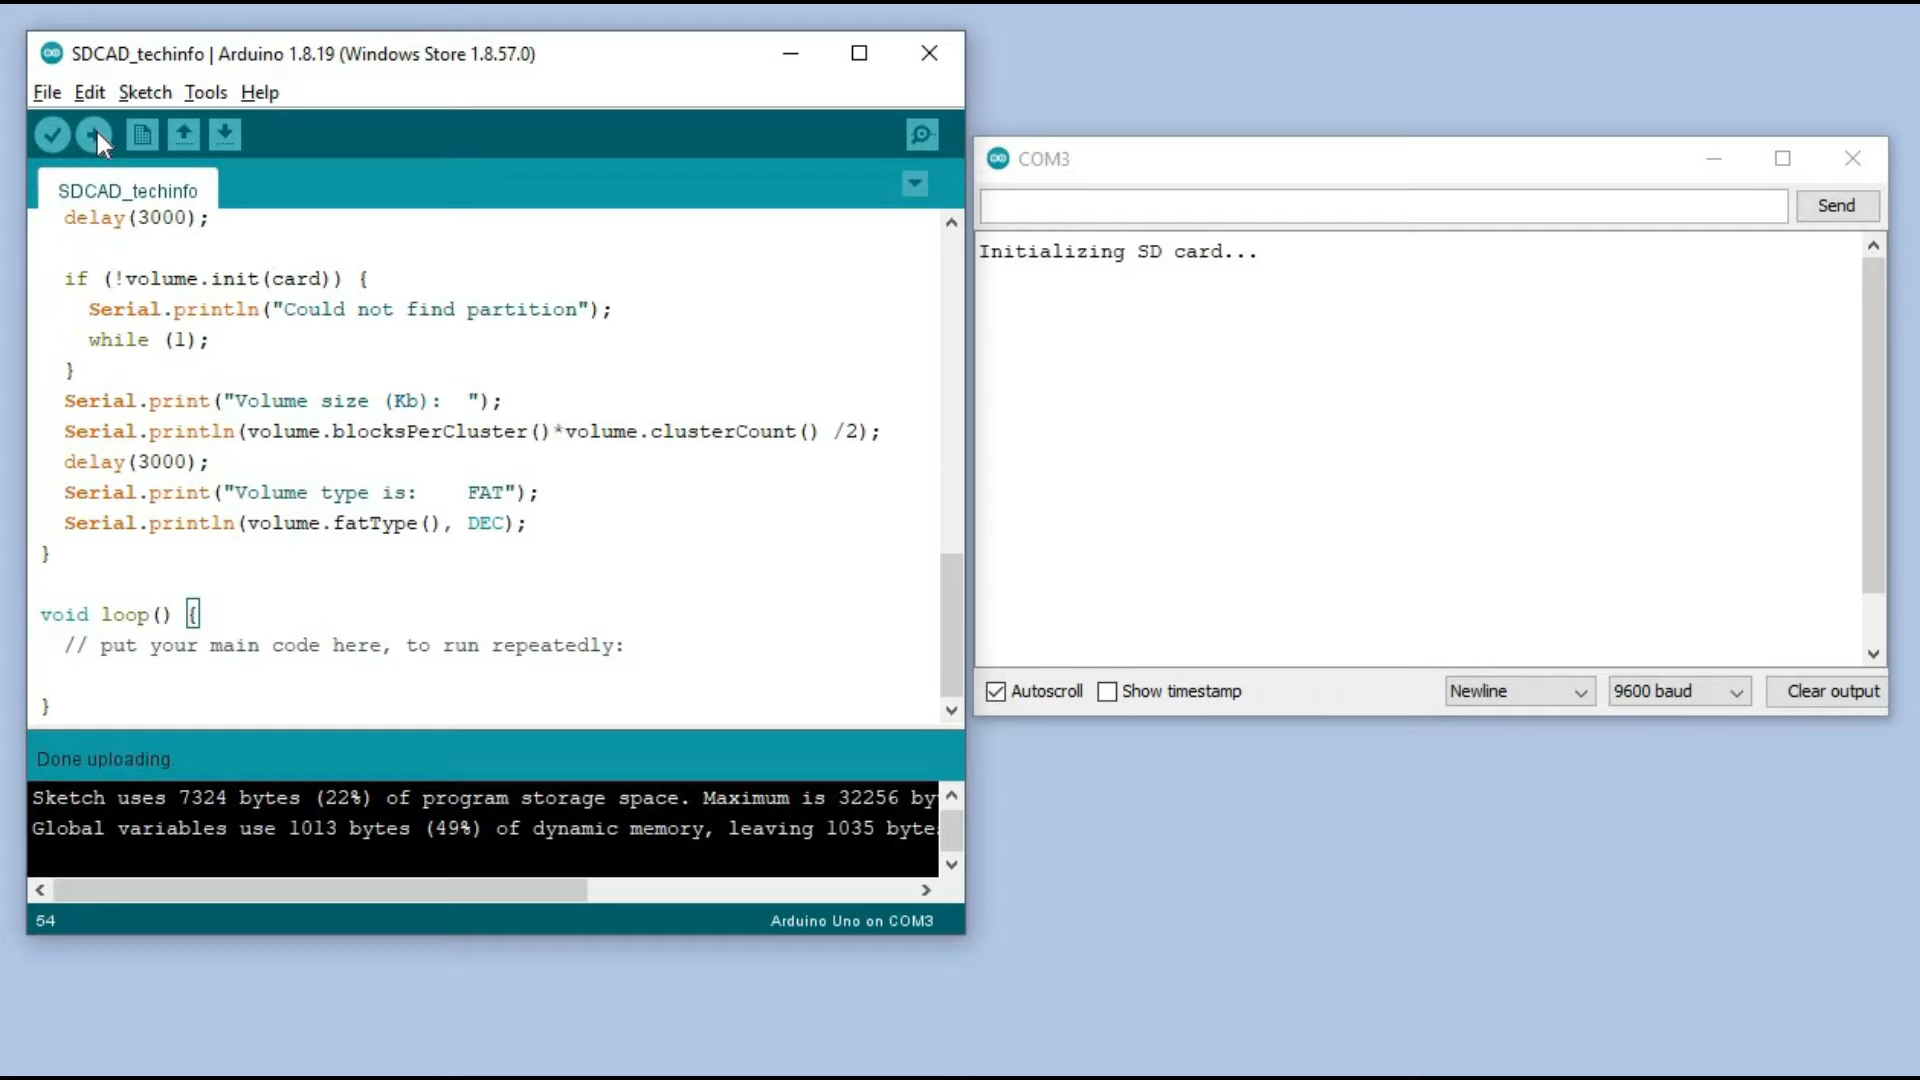 SDCAD_techinfo | Arduino 1.8.19 (Windows Store 1.8.57.0)
File Edit Sketch Tools Help
SDCAD_techinfo
delay(3000);
if (!volume.init(card)) {
Serial.println("Could not find partition");
while (1);
}
Serial.print("Volume size (Kb):  ");
Serial.println(volume.blocksPerCluster()*volume.clusterCount() /2);
delay(3000);
Serial.print("Volume type is:    FAT");
Serial.println(volume.fatType(), DEC);
}
void loop() {
// put your main code here, to run repeatedly:
}
Done uploading.
Sketch uses 7324 bytes (22%) of program storage space. Maximum is 32256 by
Global variables use 1013 bytes (49%) of dynamic memory, leaving 1035 byte
54
Arduino Uno on COM3
COM3
Send
Initializing SD card...
Autoscroll Show timestamp
Newline
9600 baud
Clear output